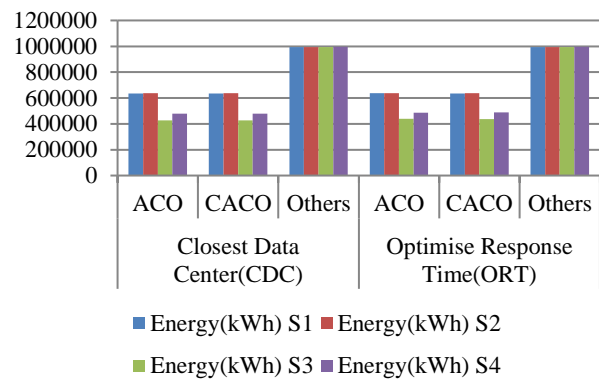 1200000
1000000
800000
600000
400000
200000
0
ACO CACO Others ACO CACO Others
Closest Data Center(CDC)
Optimise Response Time(ORT)
Energy(kWh) S1 Energy(kWh) S2
Energy(kWh) S3 Energy(kWh) S4